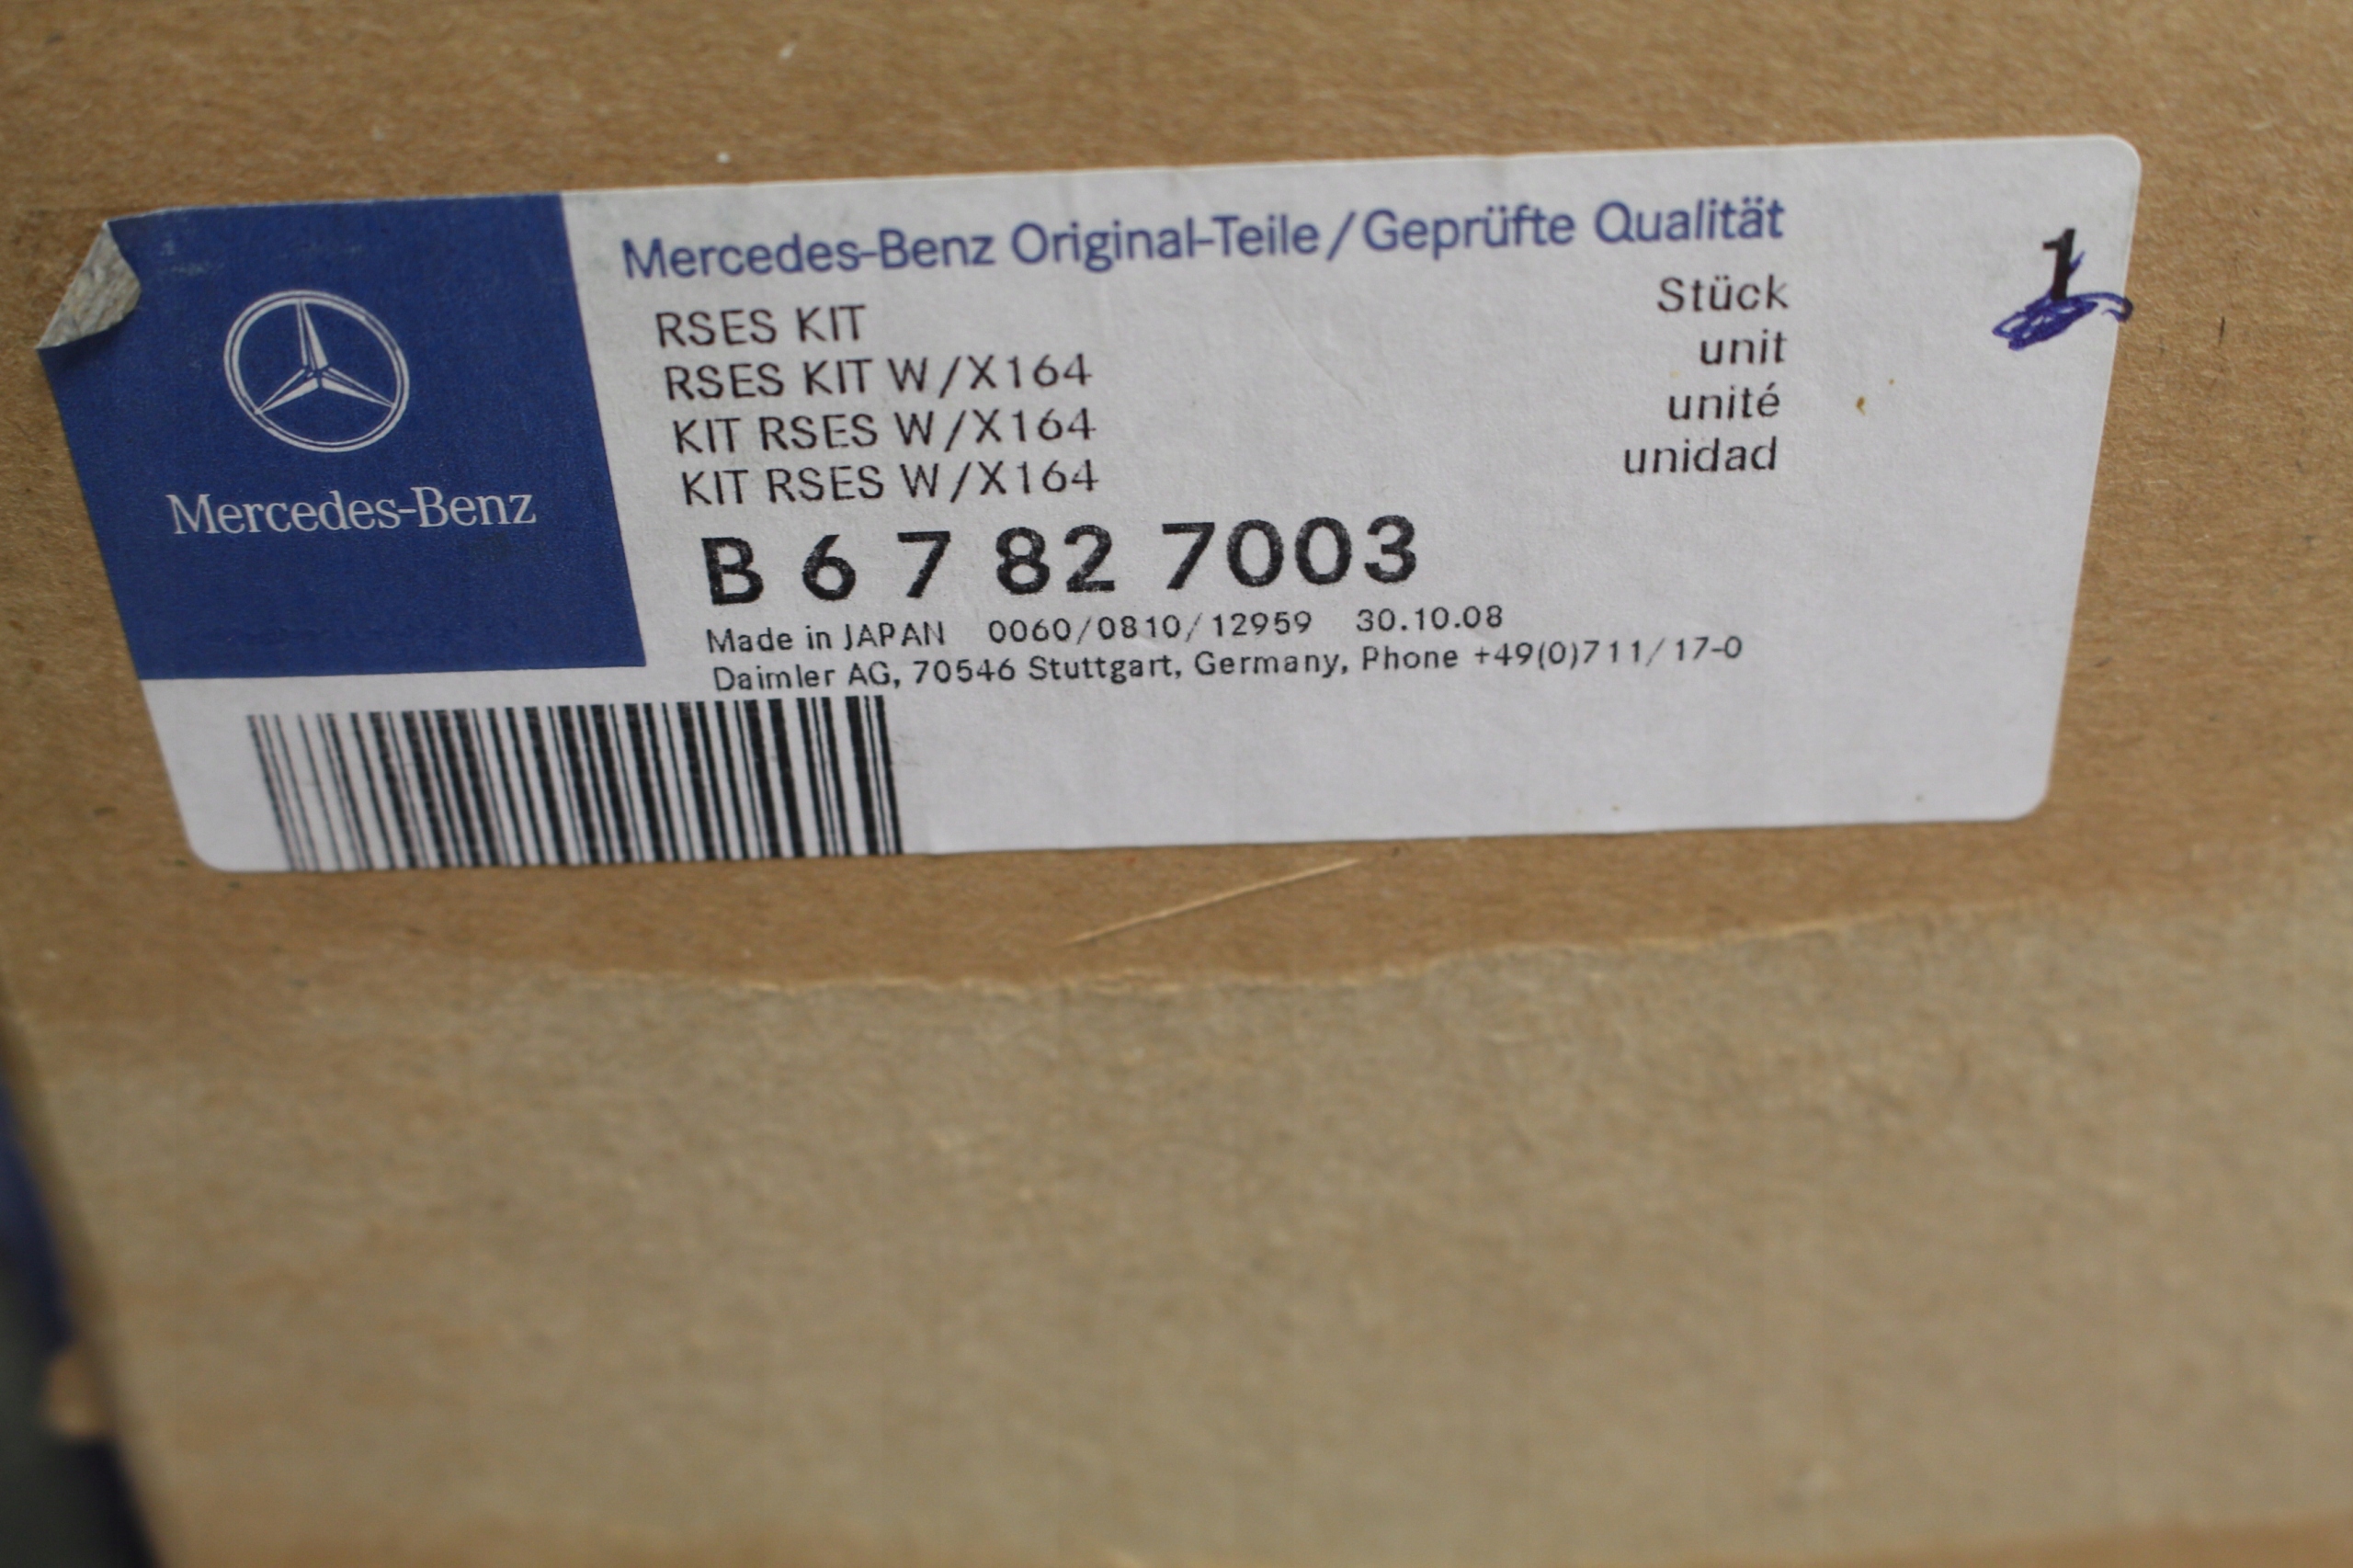 Mercedes-Benz
Mercedes-Benz Original-Teile/Geprüfte Qualität
RSES KIT
RSES KIT W/X164
KIT RSES W/X164
KIT RSES W/X164
Stück
unit
unité
unidad
1
B 6 7 82 7003
Made in JAPAN 0060/0810/12959 30.10.08
Daimler AG, 70546 Stuttgart, Germany, Phone +49(0)711/17-0